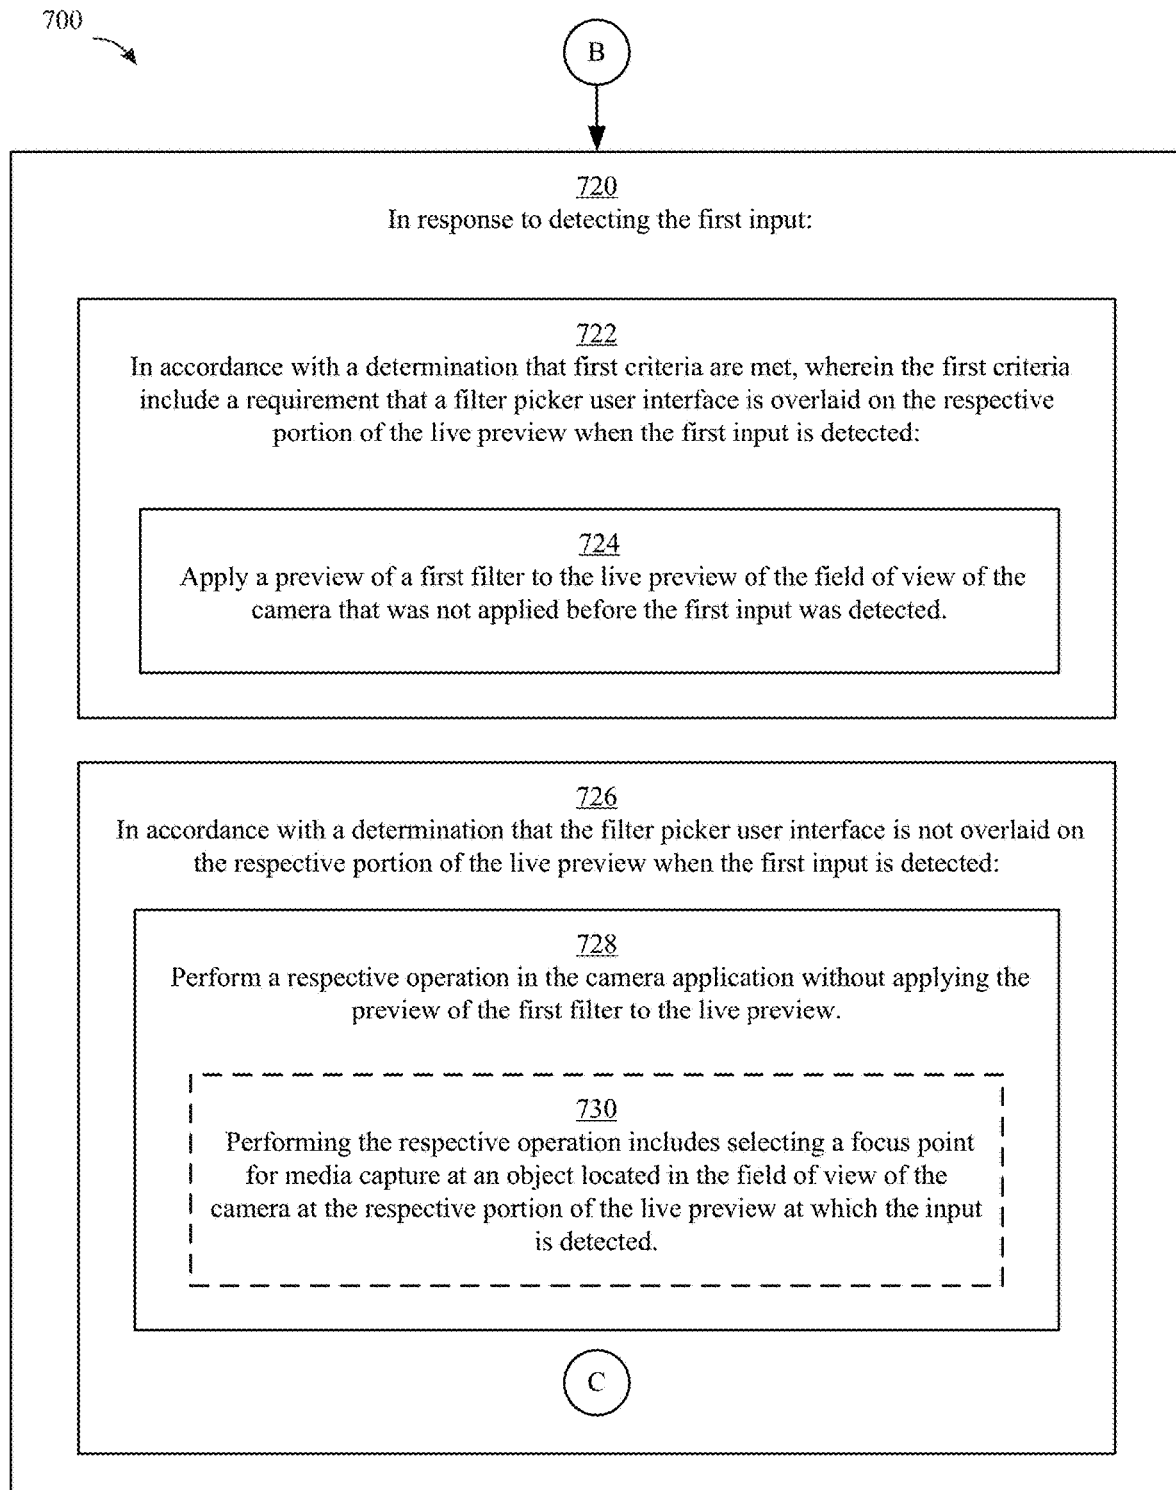 700
B
720
In response to detecting the first input:
722
In accordance with a determination that first criteria are met, wherein the first criteria
include a requirement that a filter picker user interface is overlaid on the respective
portion of the live preview when the first input is detected:
724
Apply a preview of a first filter to the live preview of the field of view of the
camera that was not applied before the first input was detected.
726
In accordance with a determination that the filter picker user interface is not overlaid on
the respective portion of the live preview when the first input is detected:
728
Perform a respective operation in the camera application without applying the
preview of the first filter to the live preview.
730
Performing the respective operation includes selecting a focus point
for media capture at an object located in the field of view of the
camera at the respective portion of the live preview at which the input
is detected.
C